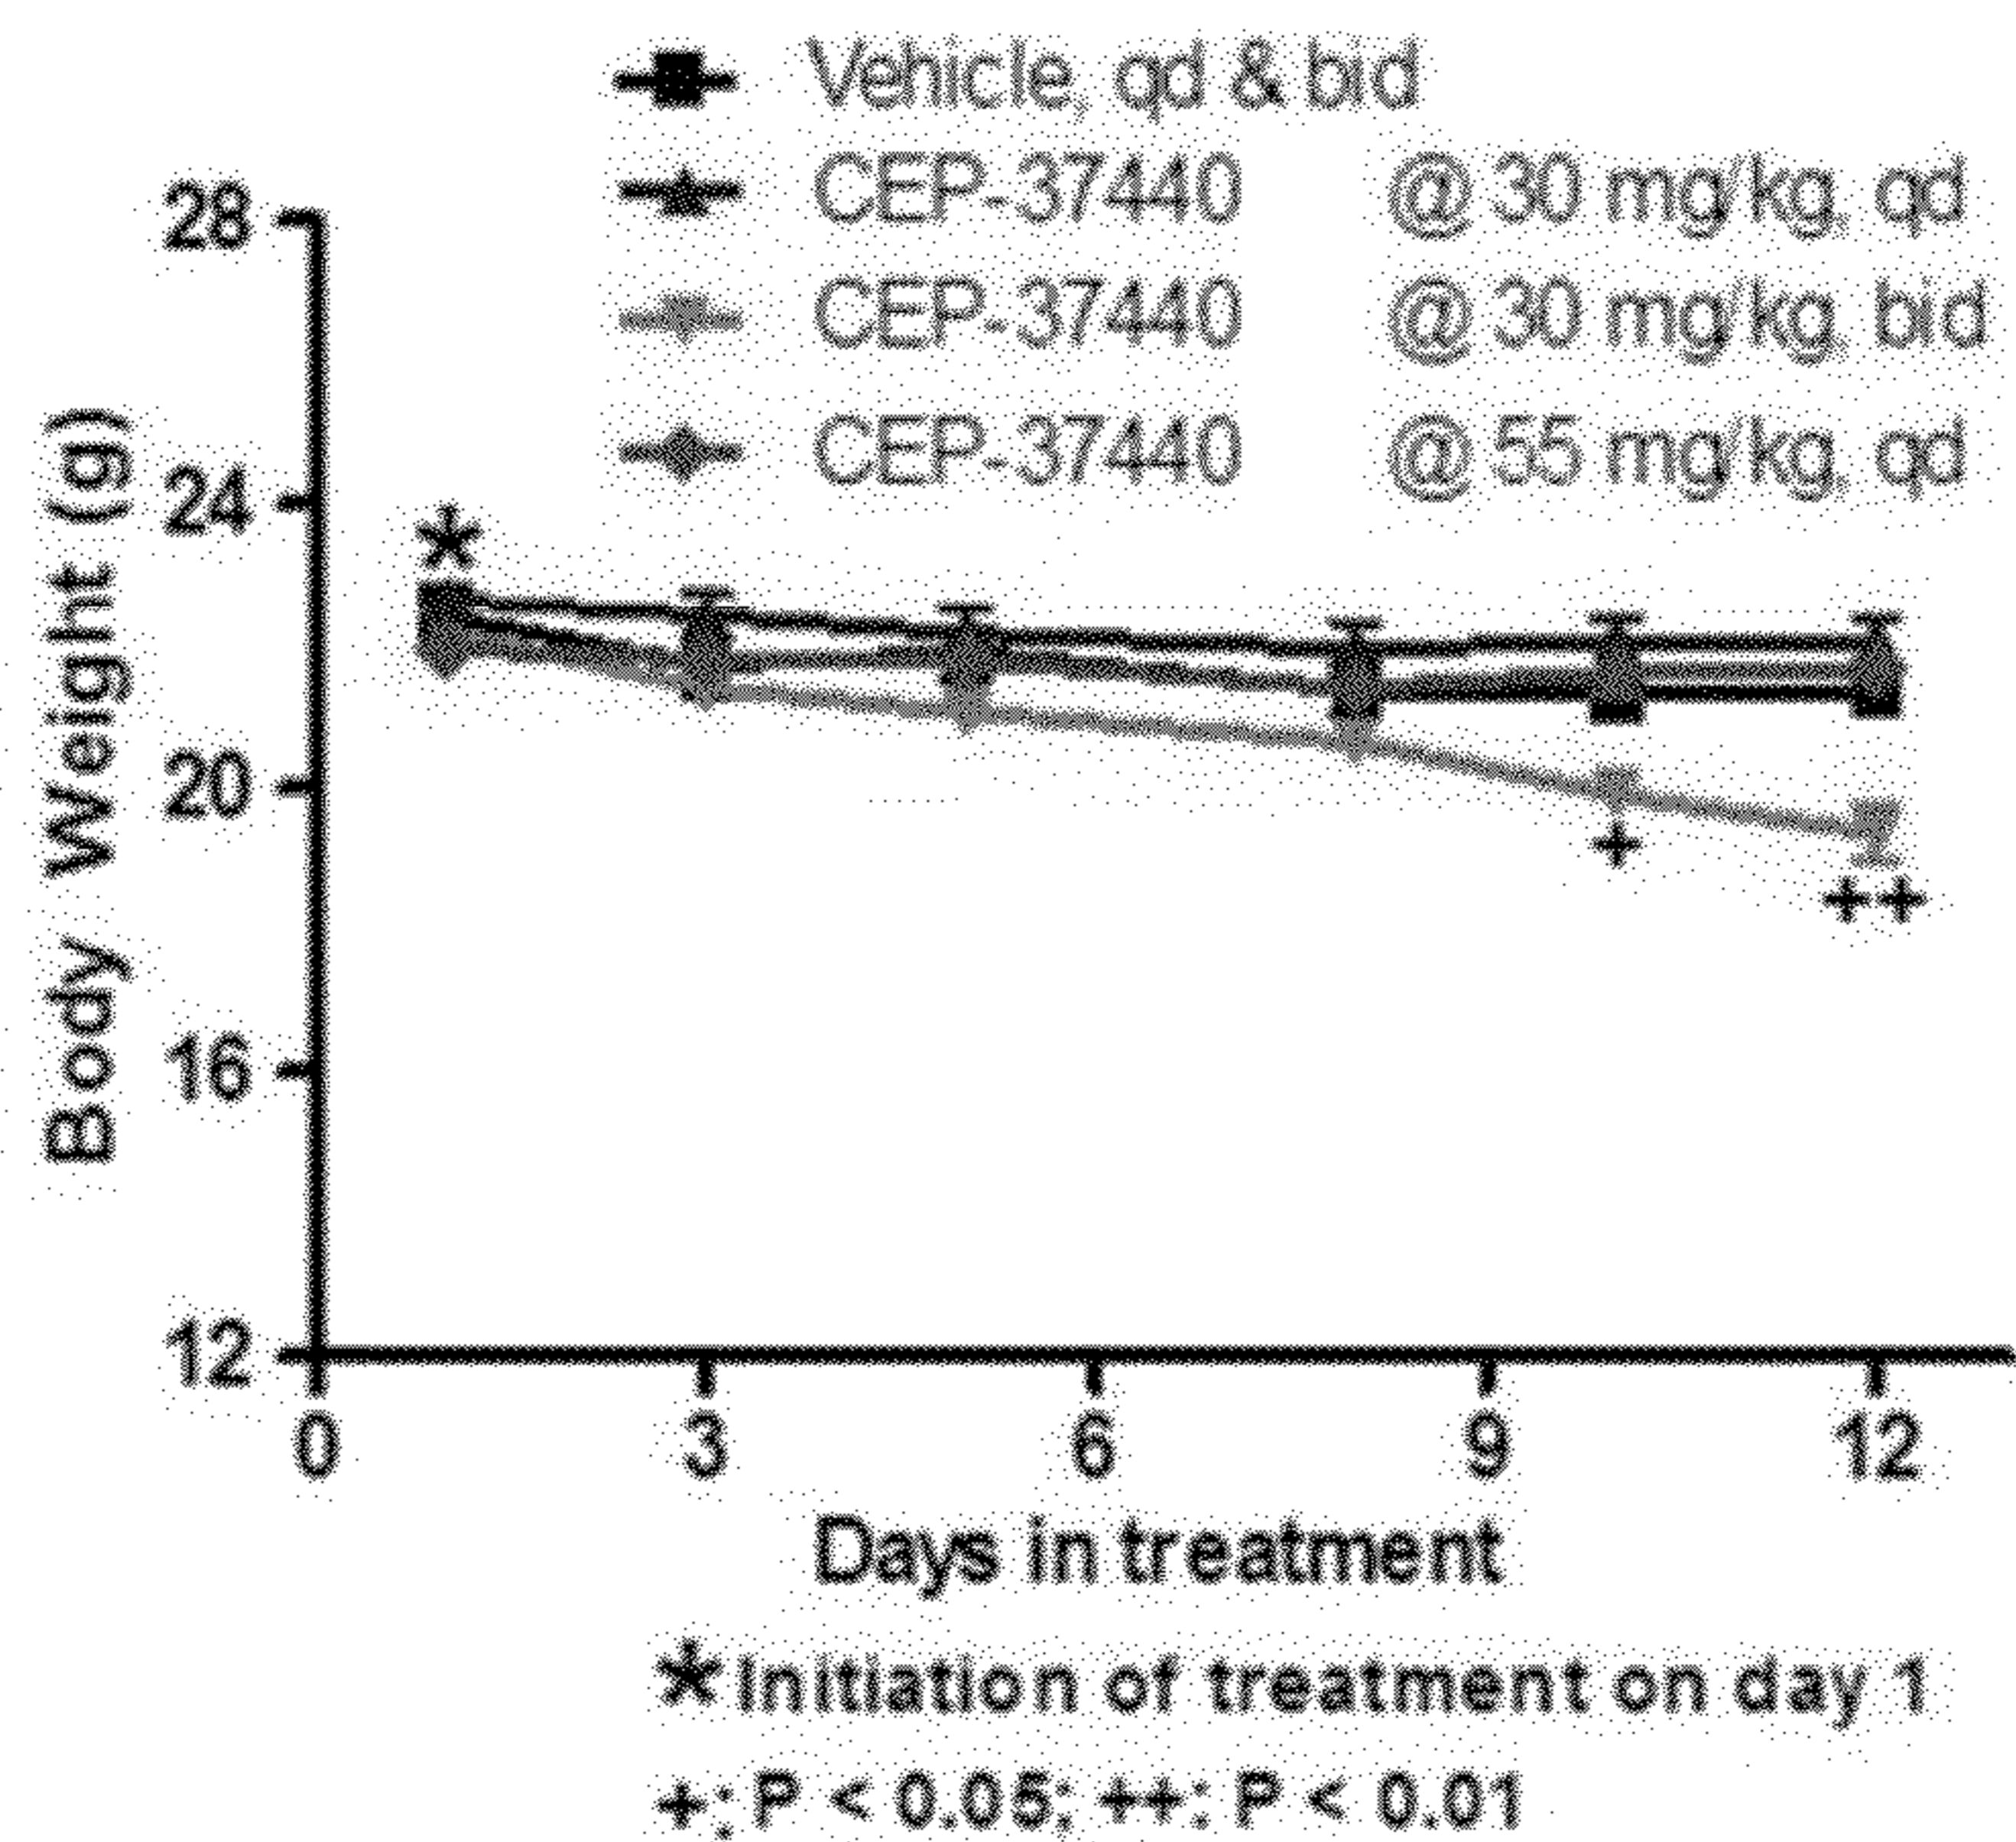 Vehicle, qd & bid
CEP-37440 @ 30 mg/kg, qd
CEP-37440 @ 30 mg/kg, bid
CEP-37440 @ 55 mg/kg, qd
28
24
20
16
12
Body Weight (g)
*
+
++
0 3 6 9 12
Days in treatment
* Initiation of treatment on day 1
+: P < 0.05; ++: P < 0.01